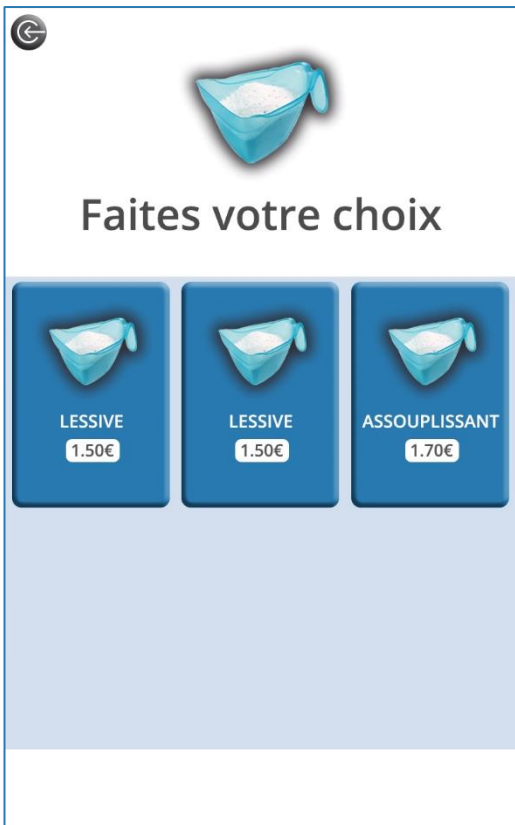 Faites votre choix
LESSIVE
1.50€
LESSIVE
1.50€
ASSOUPLISSANT
1.70€